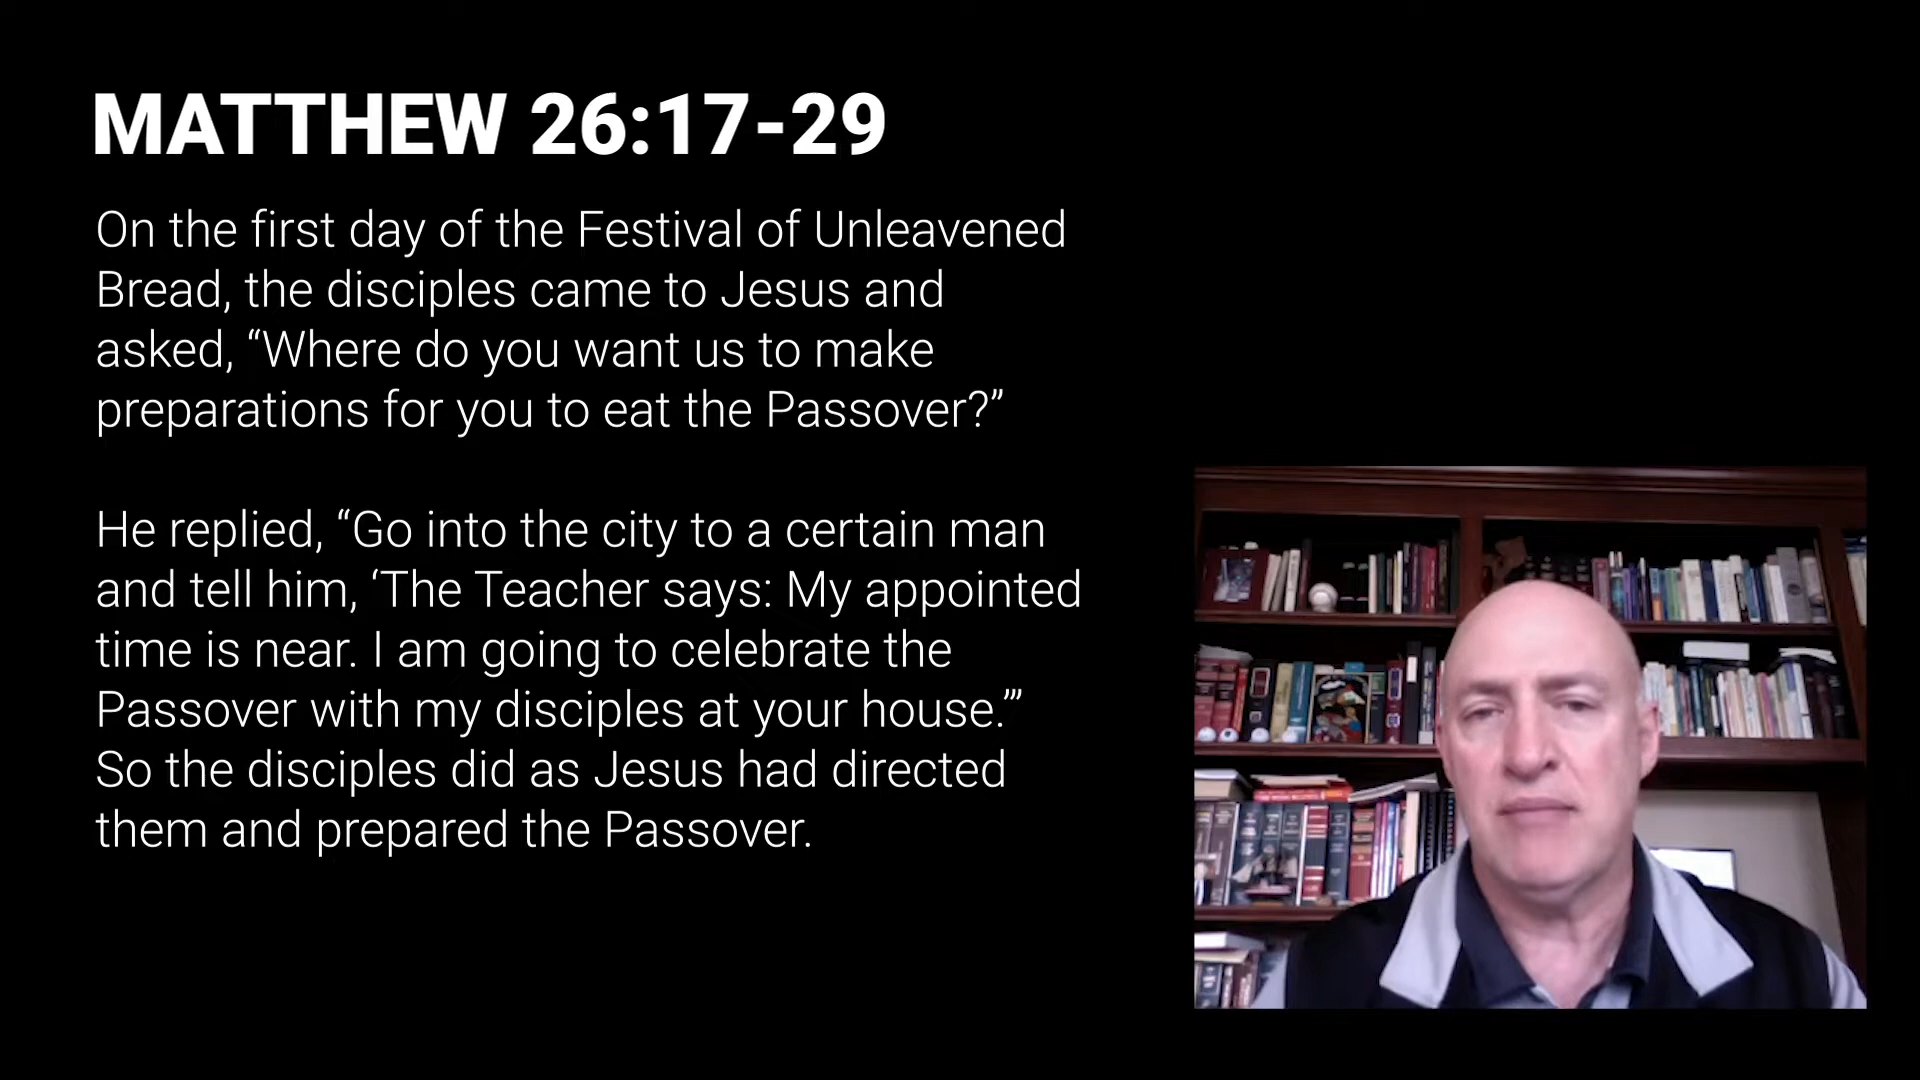 MATTHEW 26:17-29
On the first day of the Festival of Unleavened
Bread, the disciples came to Jesus and
asked, “Where do you want us to make
preparations for you to eat the Passover?”
He replied, “Go into the city to a certain man
and tell him, ‘The Teacher says: My appointed
time is near. I am going to celebrate the
Passover with my disciples at your house.’”
So the disciples did as Jesus had directed
them and prepared the Passover.